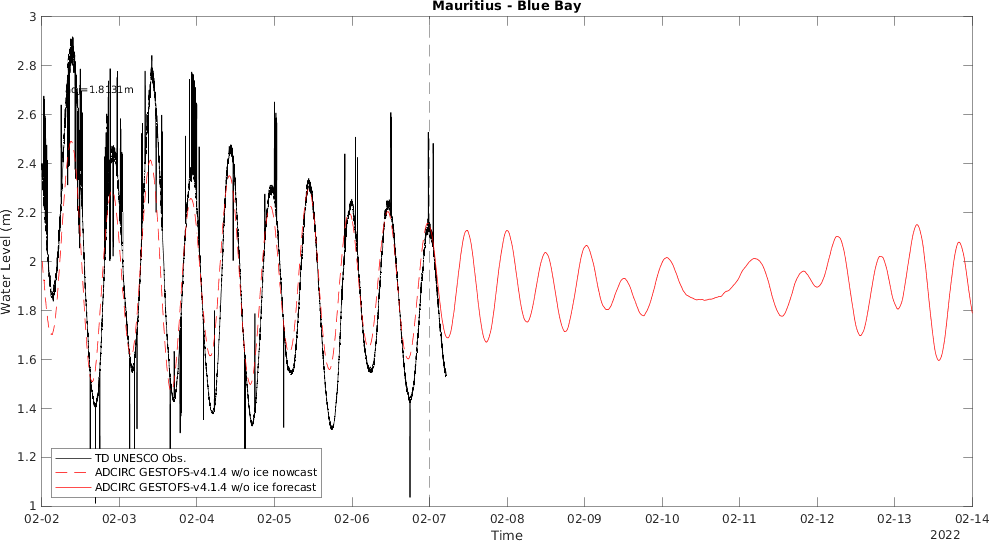 Mauritius - Blue Bay
3
2.8
=1.8131m
2.6
2.4
2.2
2
1.8
1.6
1.4
1.2
1
Water Level (m)
TD UNESCO Obs.
ADCIRC GESTOFS-v4.1.4 w/o ice nowcast
ADCIRC GESTOFS-v4.1.4 w/o ice forecast
02-02 02-03 02-04 02-05 02-06 02-07 02-08 02-09 02-10 02-11 02-12 02-13 02-14
Time
2022